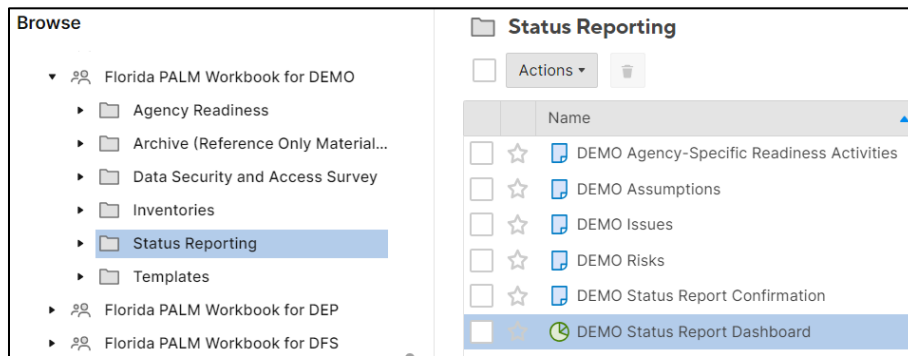 Browse
Florida PALM Workbook for DEMO
Agency Readiness
Archive (Reference Only Material...
Data Security and Access Survey
Inventories
Status Reporting
Templates
Florida PALM Workbook for DEP
Florida PALM Workbook for DFS
Status Reporting
Actions
Name
DEMO Agency-Specific Readiness Activities
DEMO Assumptions
DEMO Issues
DEMO Risks
DEMO Status Report Confirmation
DEMO Status Report Dashboard